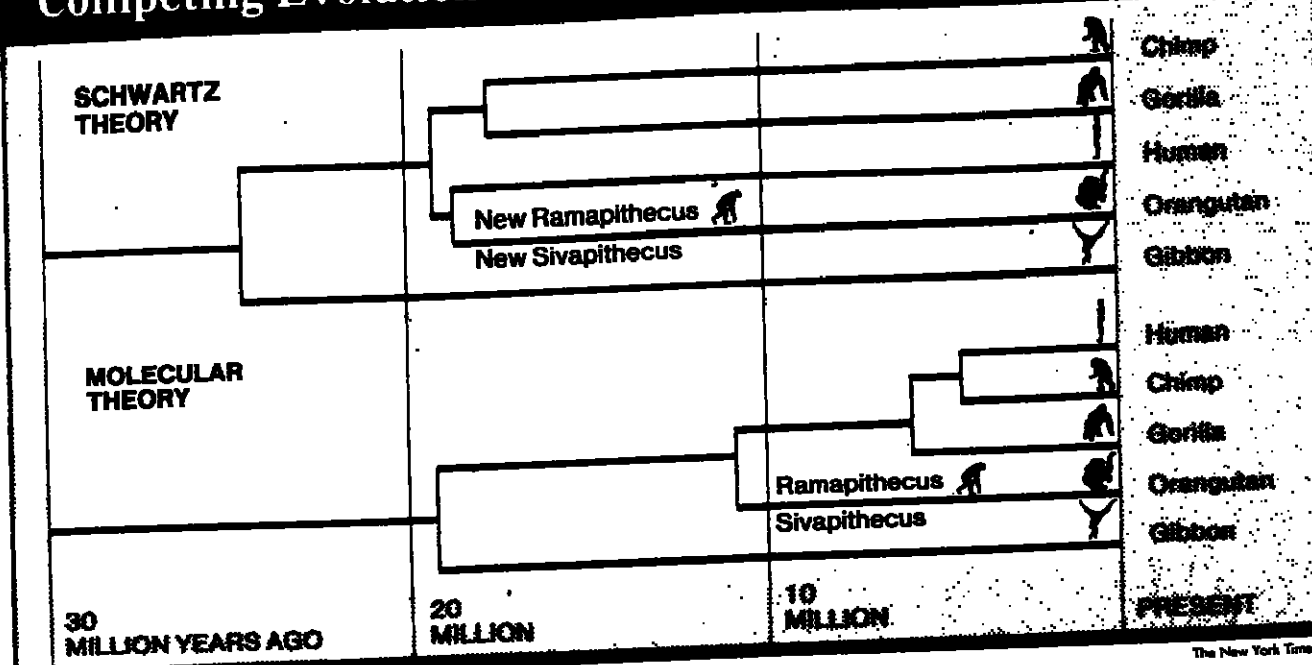 Competing
SCHWARTZ
THEORY
Chimp
Gorilla
Human
New Ramapithecus
Orangutan
New Sivapithecus
Gibbon
MOLECULAR
THEORY
Human
Chimp
Gorilla
Ramapithecus
Orangutan
Sivapithecus
Gibbon
30
MILLION YEARS AGO
20
MILLION
10
MILLION
PRESENT
The New York